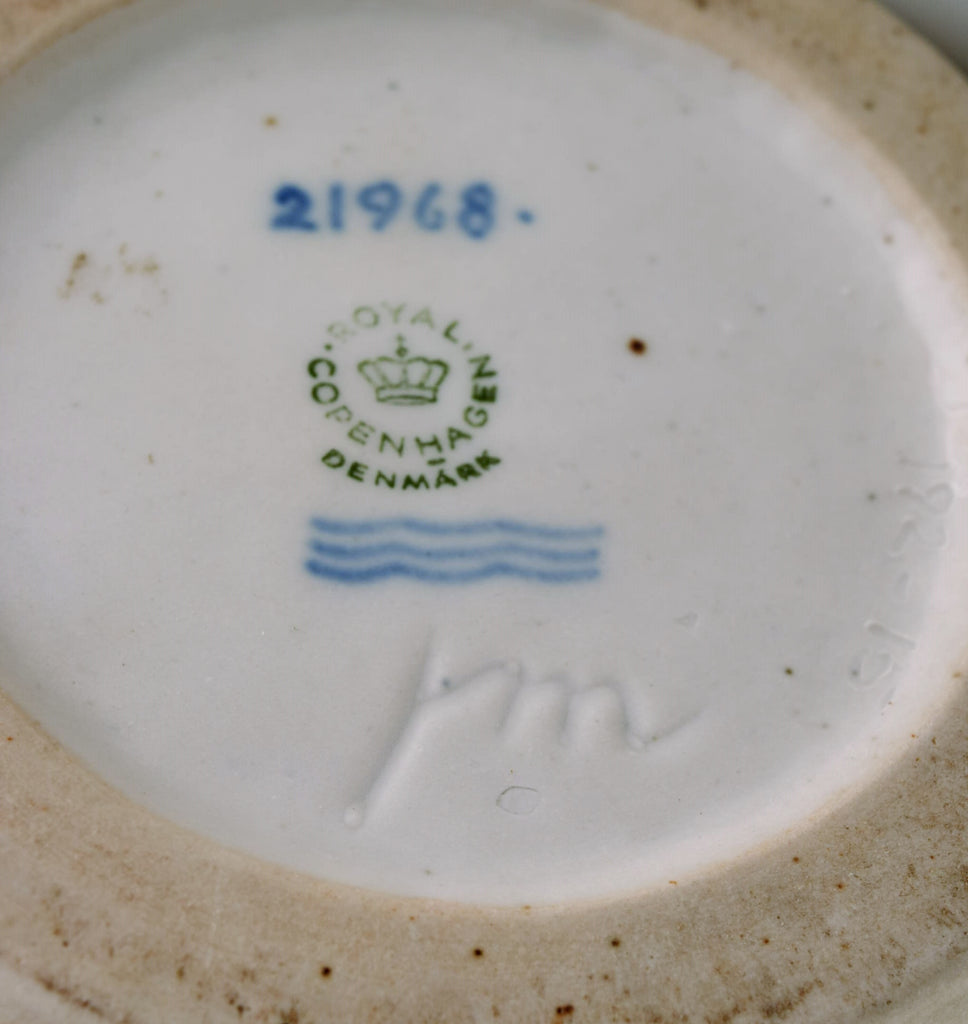 21968.
ROYAL
COPENHAGEN
DENMARK